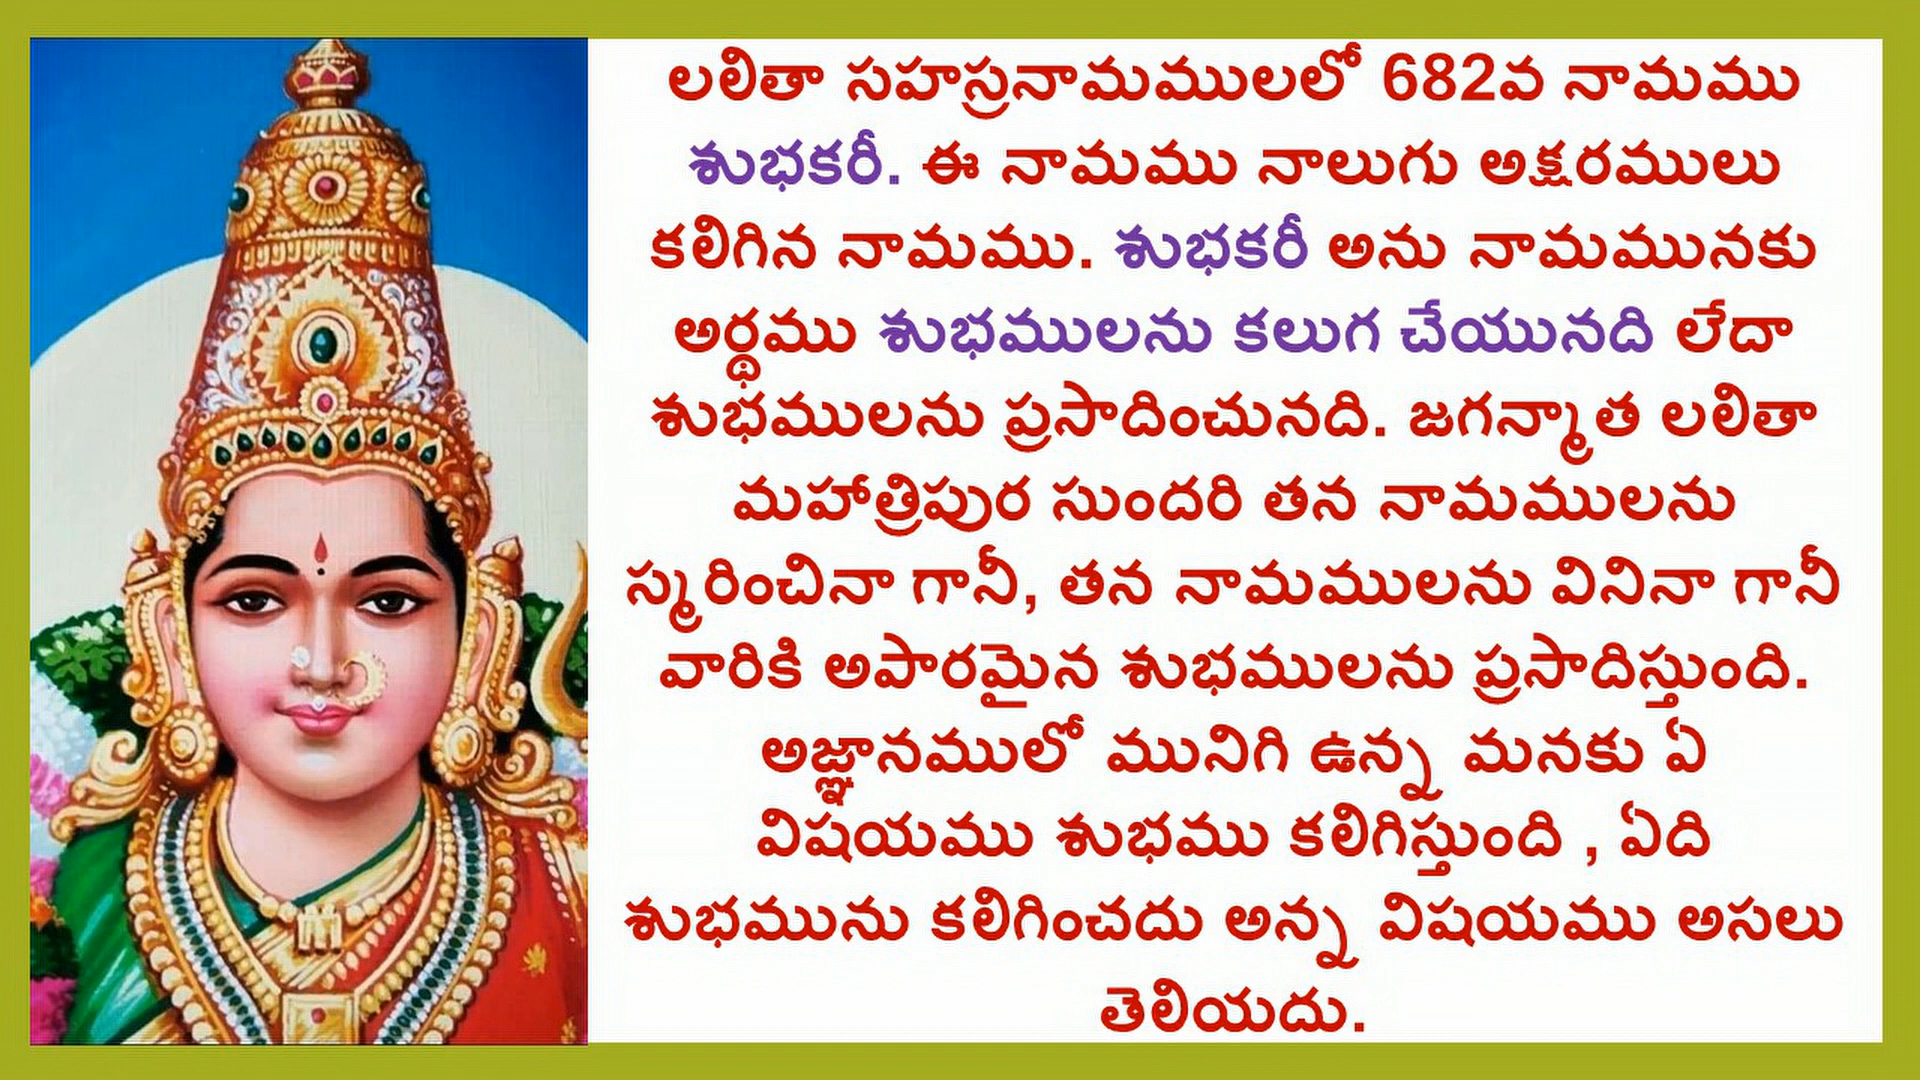 లలితా సహస్రనామములలో 682వ నామము
శుభకరీ. ఈ నామము నాలుగు అక్షరములు
కలిగిన నామము. శుభకరీ అను నామమునకు
అర్థము శుభములను కలుగ చేయునది లేదా
శుభములను ప్రసాదించునది. జగన్మాత లలితా
మహాత్రిపుర సుందరి తన నామములను
స్మరించినా గానీ, తన నామములను వినినా గానీ
వారికి అపారమైన శుభములను ప్రసాదిస్తుంది.
అజ్ఞానములో మునిగి ఉన్న మనకు ఏ
విషయము శుభము కలిగిస్తుంది , ఏది
శుభమును కలిగించదు అన్న విషయము అసలు
తెలియదు.